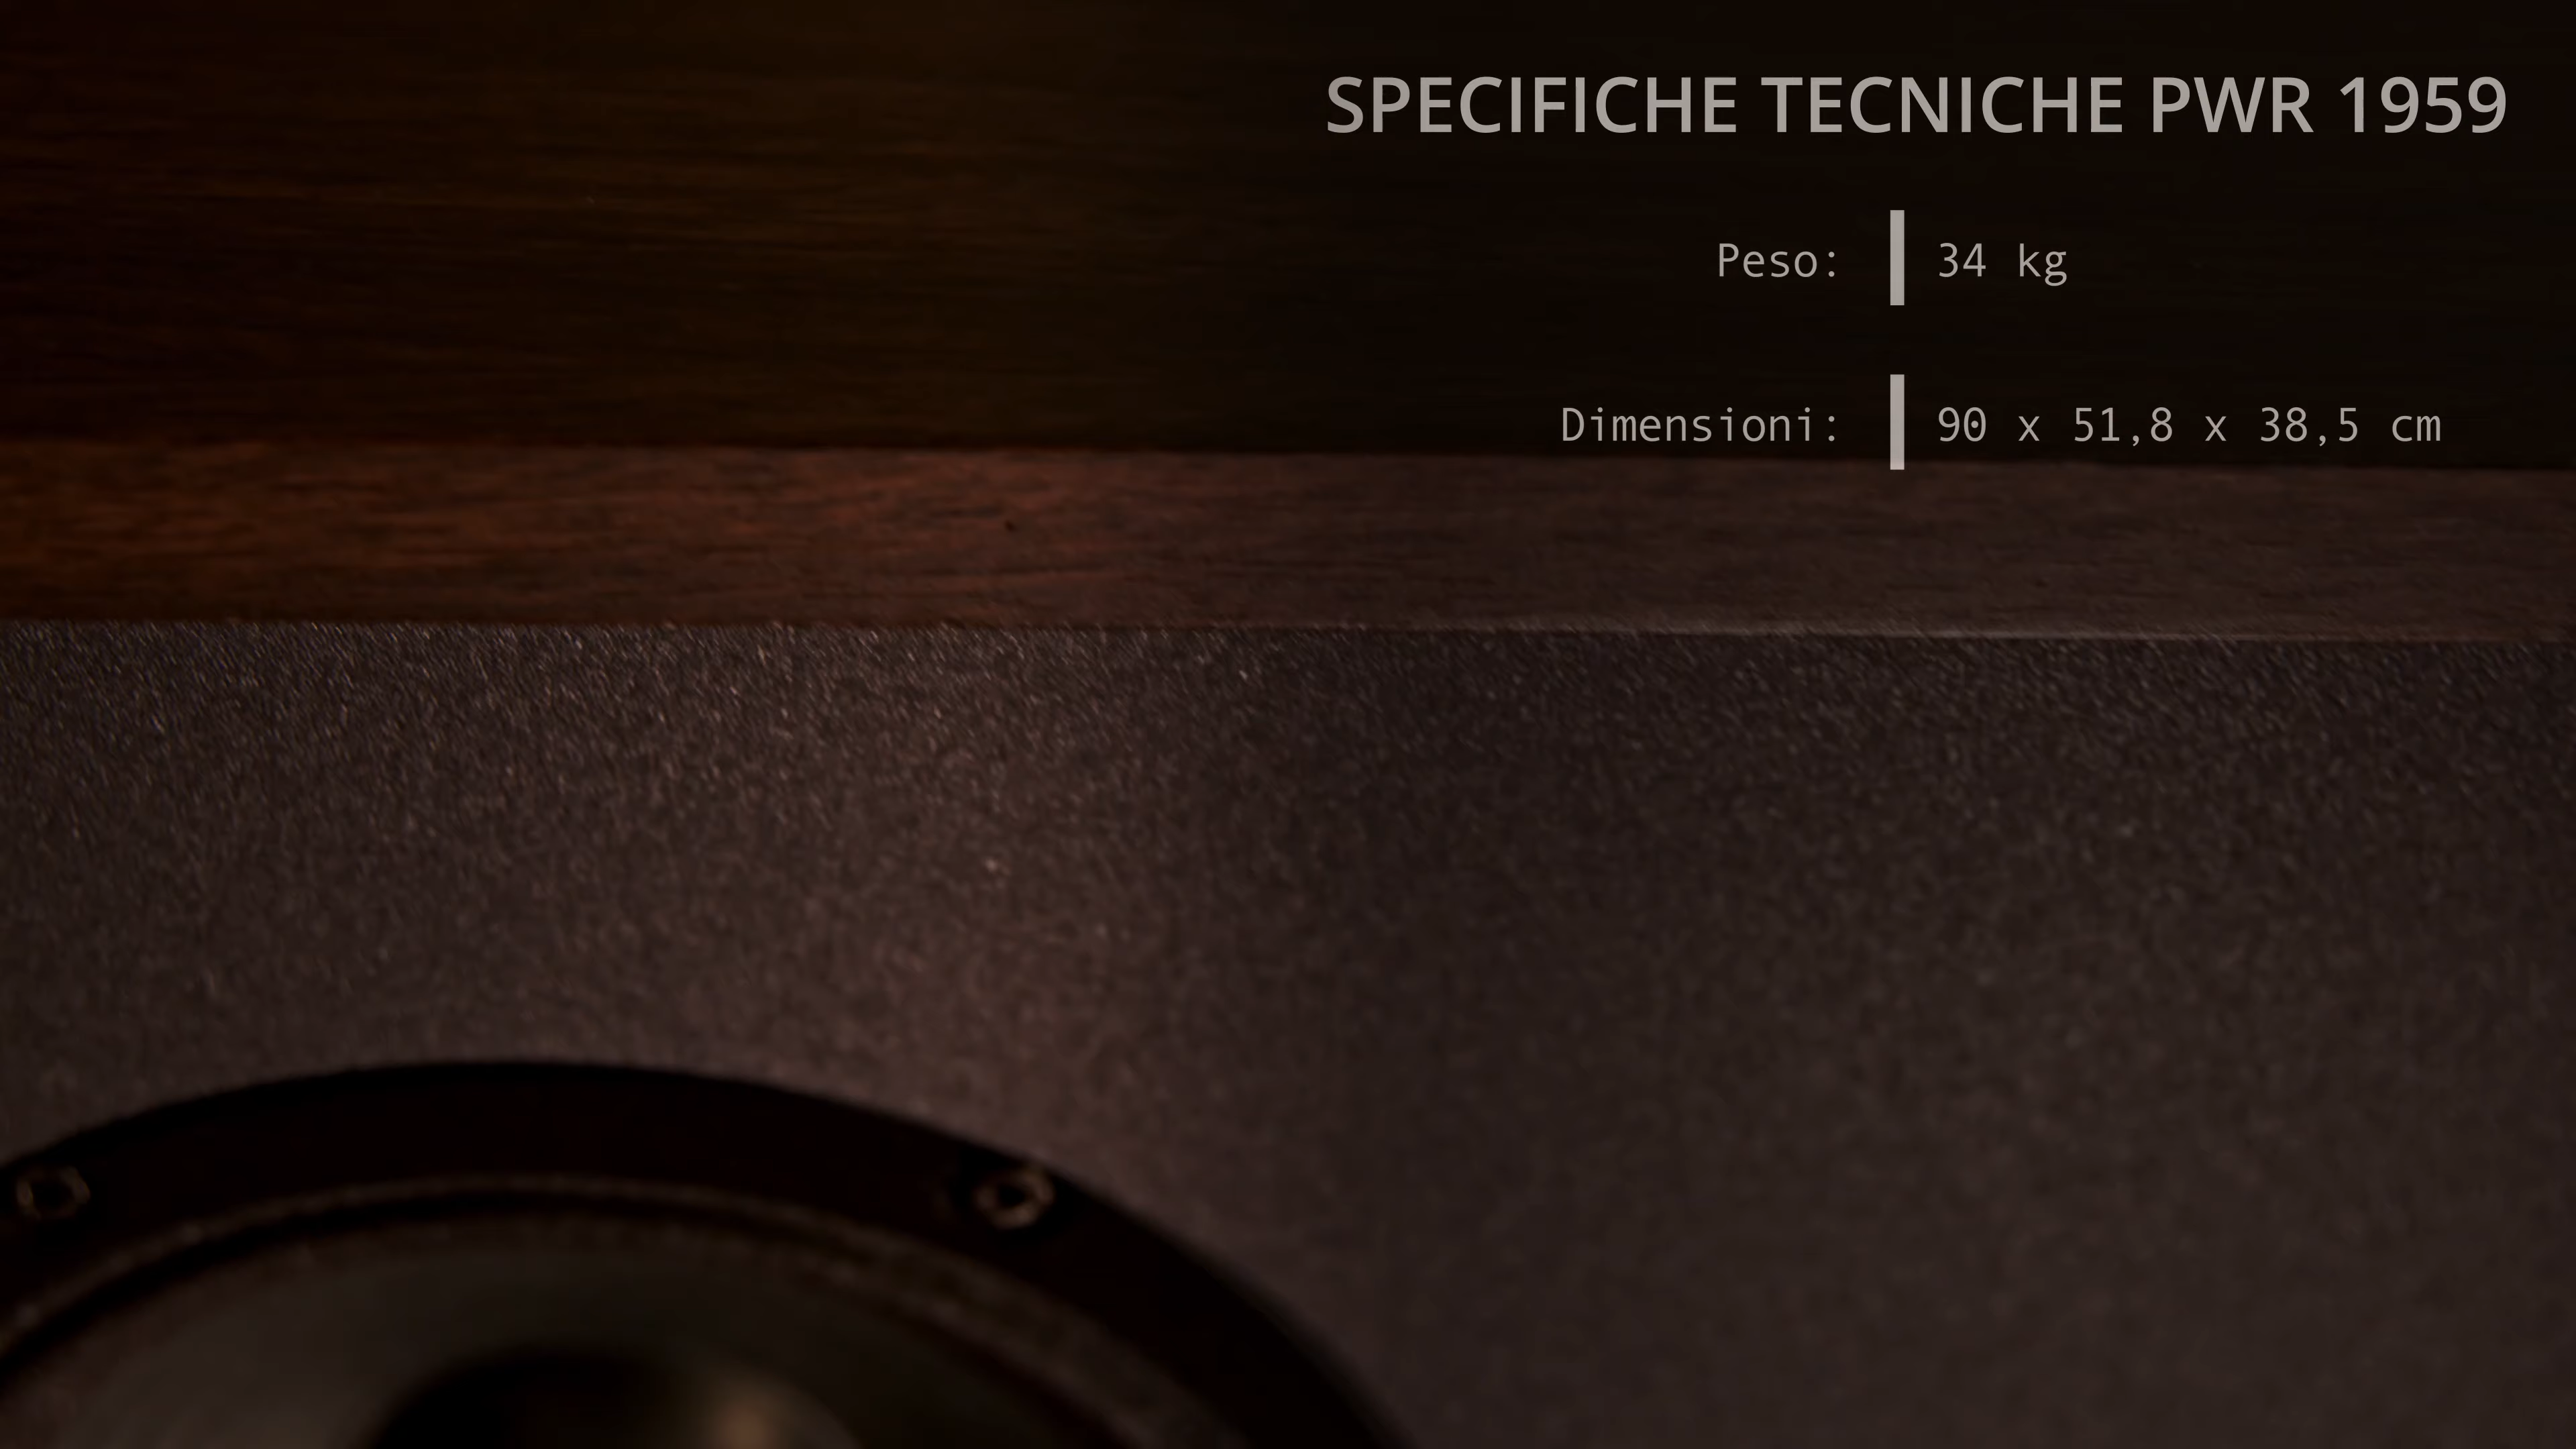 SPECIFICHE TECNICHE PWR 1959
Peso: 34 kg
Dimensioni: 90 x 51,8 x 38,5 cm